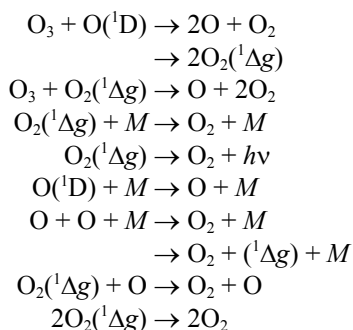 O₃ + O(¹D) → 2O + O₂
→ 2O₂(¹Δg)
O₃ + O₂(¹Δg) → O + 2O₂
O₂(¹Δg) + M → O₂ + M
O₂(¹Δg) → O₂ + hν
O(¹D) + M → O + M
O + O + M → O₂ + M
→ O₂ + (¹Δg) + M
O₂(¹Δg) + O → O₂ + O
2O₂(¹Δg) → 2O₂